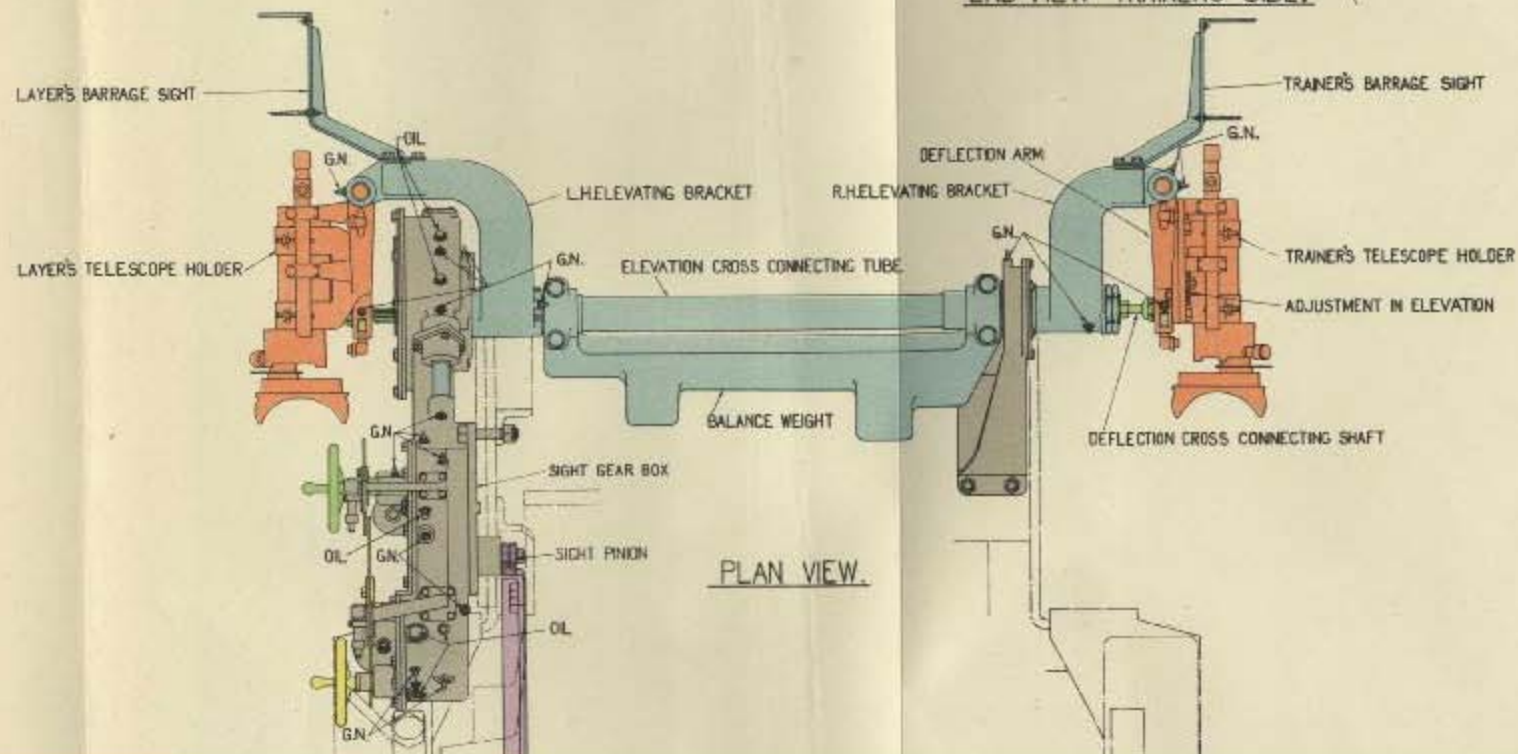 LAYER'S BARRAGE SIGHT
TRAINER'S BARRAGE SIGHT
OIL
G.N.
G.N.
DEFLECTION ARM
L.H.ELEVATING BRACKET
R.H.ELEVATING BRACKET
G.N.
G.N.
LAYER'S TELESCOPE HOLDER
ELEVATION CROSS CONNECTING TUBE
TRAINER'S TELESCOPE HOLDER
ADJUSTMENT IN ELEVATION
BALANCE WEIGHT
G.N.
DEFLECTION CROSS CONNECTING SHAFT
SIGHT GEAR BOX
OIL.
G.N.
SIGHT PINION
PLAN VIEW.
OIL
G.N.